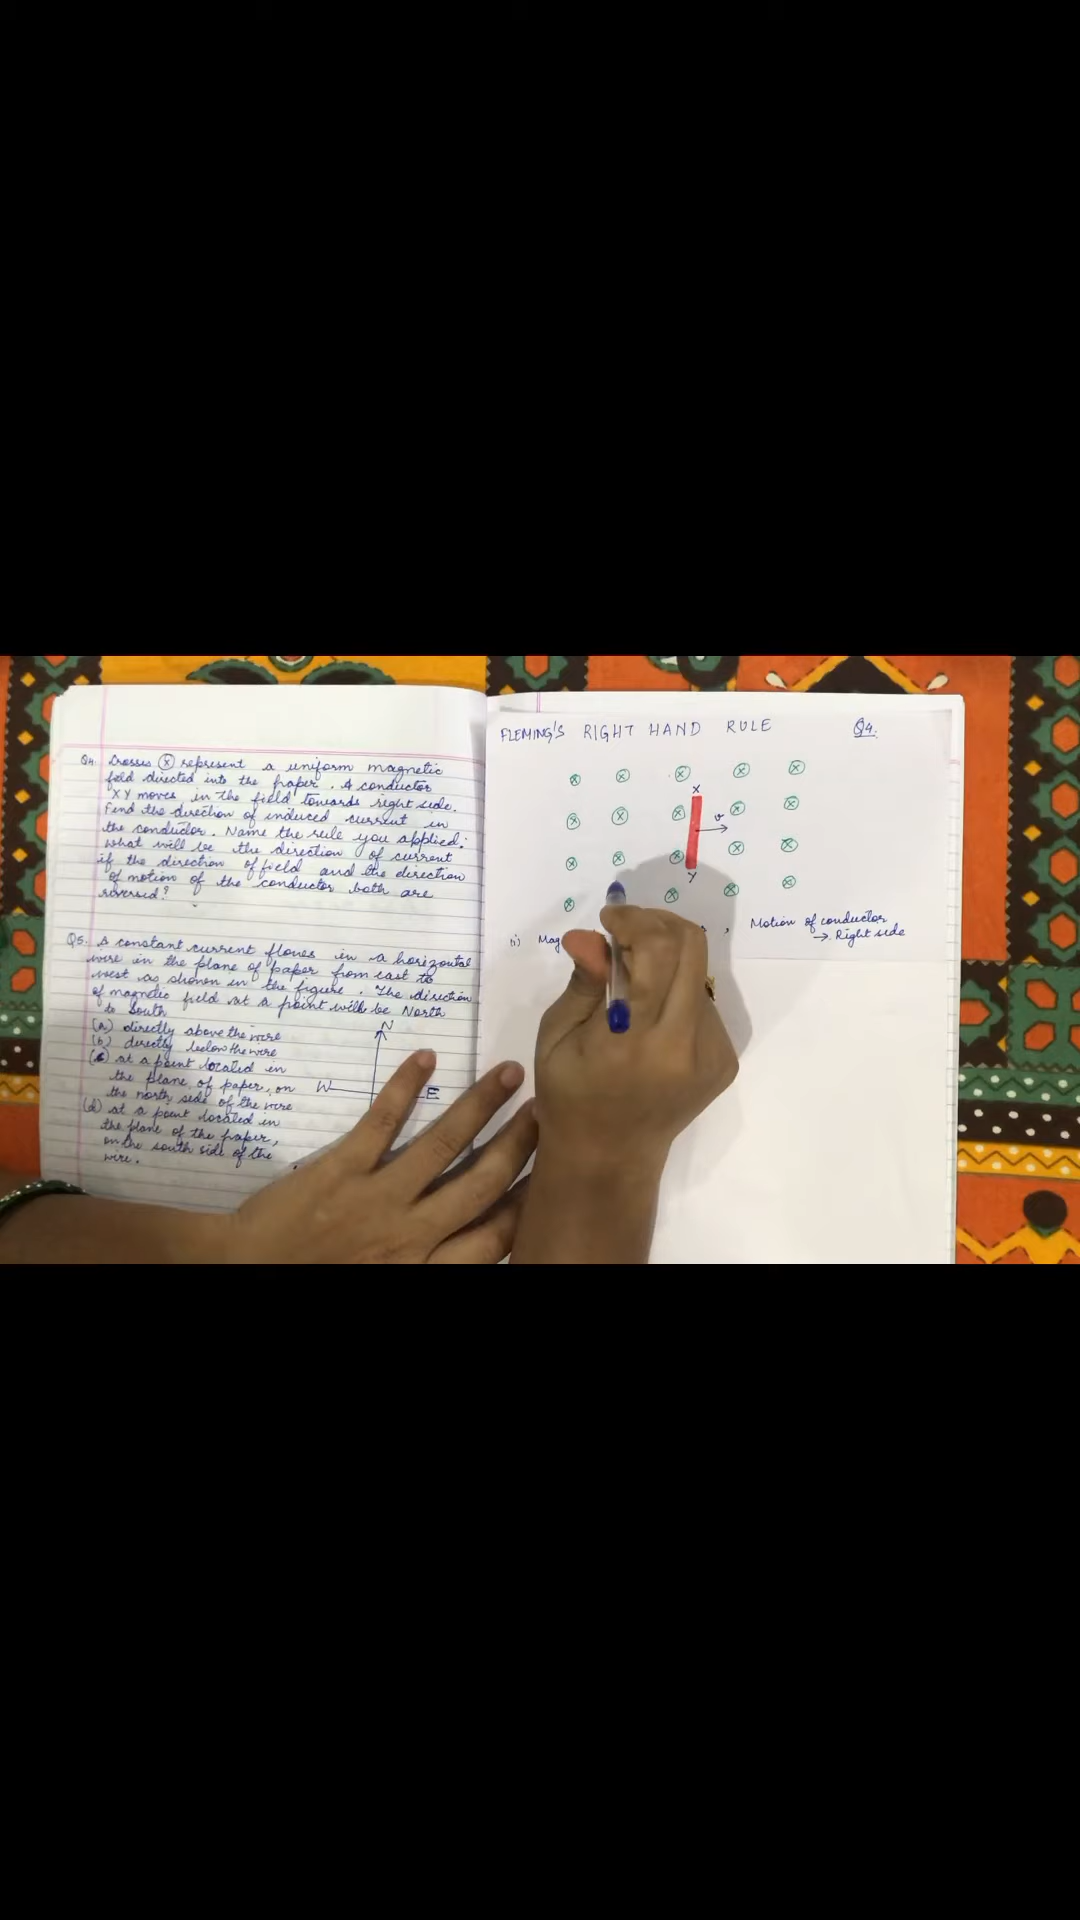 Q4. Crosses ⊗ represent a uniform magnetic
field directed into the paper. A conductor
XY moves in the field towards right side.
Find the direction of induced current in
the conductor. Name the rule you applied.
What will be the direction of current
if the direction of field and the direction
of motion of the conductor both are
reversed?
Q5. A constant current flows in a horizontal
wire in the plane of paper from east to
west as shown in the figure. The direction
of magnetic field at a point will be North
to South
(a) directly above the wire
(b) directly below the wire
(c) at a point located in
the plane of paper, on
the north side of the wire
(d) at a point located in
the plane of the paper,
on the south side of the
wire.
N
W E
FLEMING'S RIGHT HAND RULE Q4.
X
v
Y
(i) Mag , Motion of conductor
→ Right side